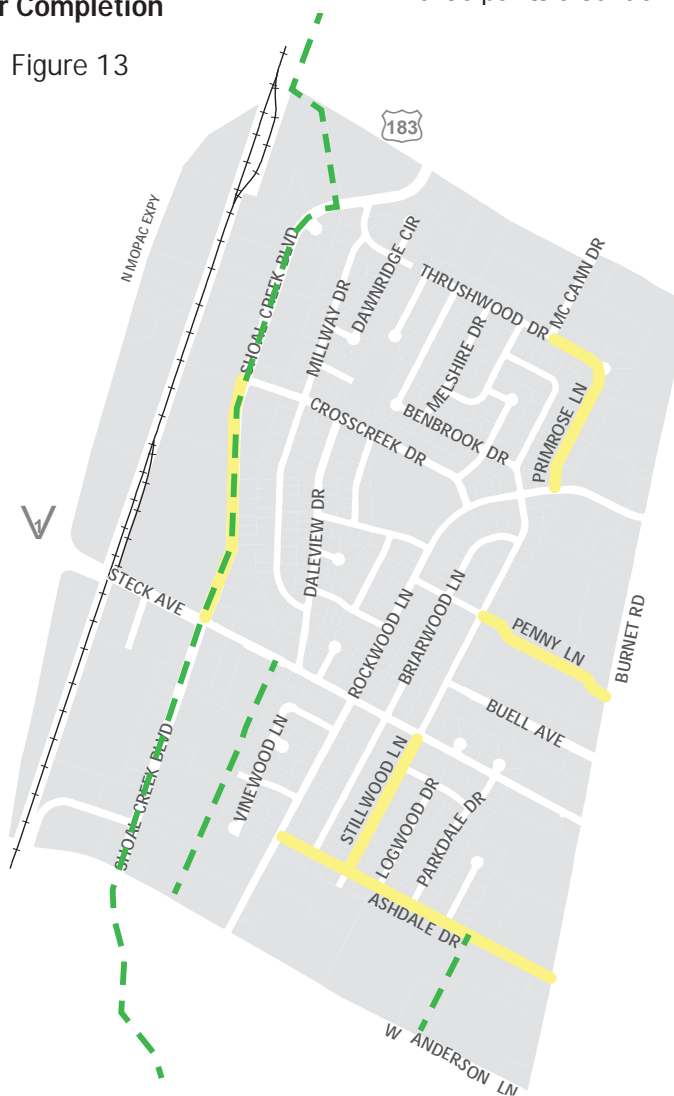 r Completion
Figure 13
183
N MOPAC EXPY
SHOAL CREEK BLVD
MILLWAY DR
DAWNRIDGE CIR
THRUSHWOOD DR
MC CANN DR
MELSHIRE DR
BENBROOK DR
PRIMROSE LN
CROSSCREEK DR
1
DALEVIEW DR
STECK AVE
ROCKWOOD LN
BRIARWOOD LN
PENNY LN
BURNET RD
BUELL AVE
SHOAL CREEK BLVD
VINEWOOD LN
STILLWOOD LN
LOGWOOD DR
PARKDALE DR
ASHDALE DR
W ANDERSON LN